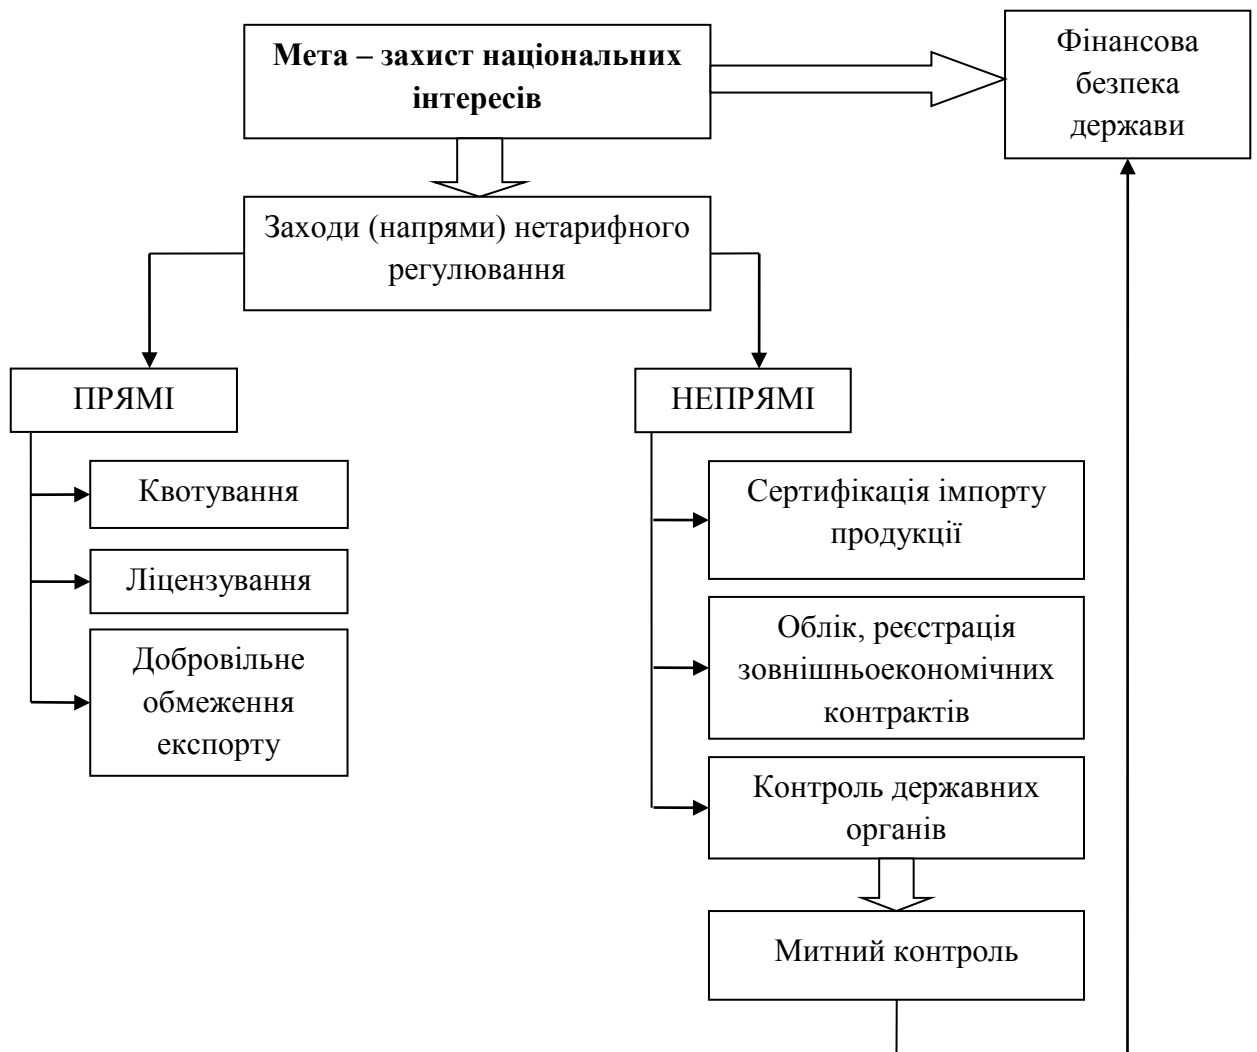 Мета – захист національних
інтересів
Фінансова
безпека
держави
Заходи (напрями) нетарифного
регулювання
ПРЯМІ
НЕПРЯМІ
Квотування
Ліцензування
Добровільне
обмеження
експорту
Сертифікація імпорту
продукції
Облік, реєстрація
зовнішньоекономічних
контрактів
Контроль державних
органів
Митний контроль